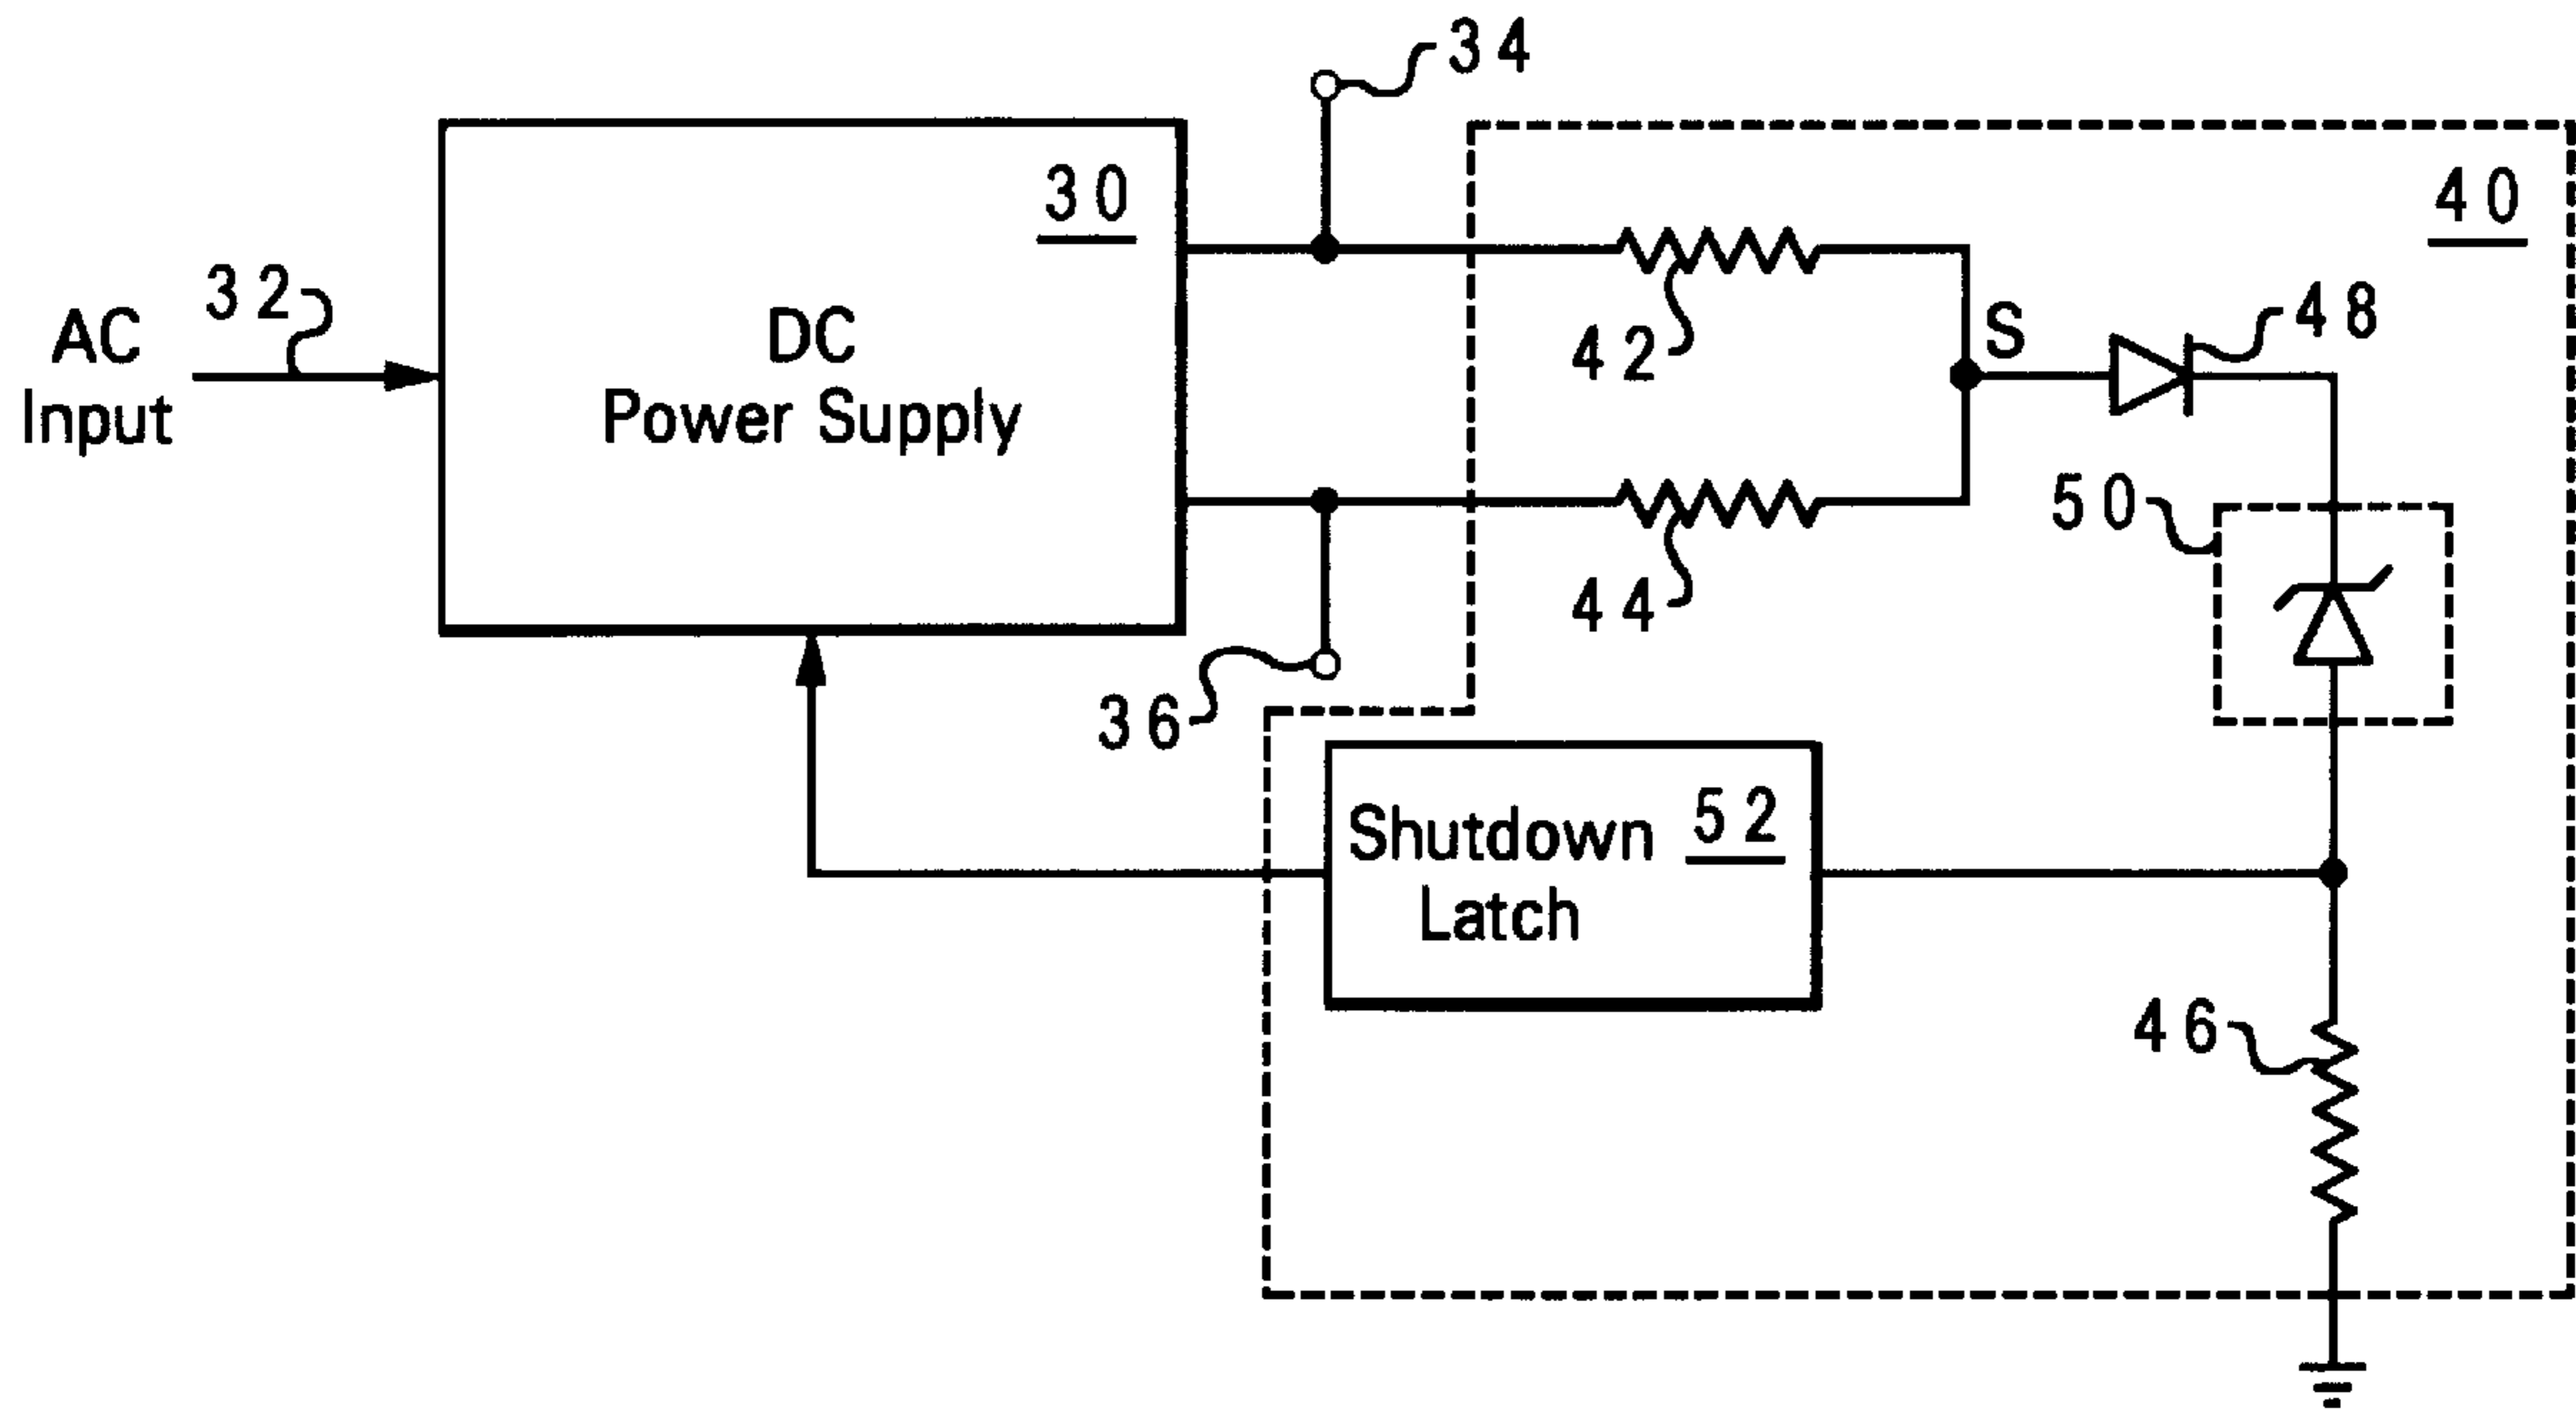 34
30
40
32
AC
Input
DC
Power Supply
42
S
48
44
50
36
Shutdown 52
Latch
46